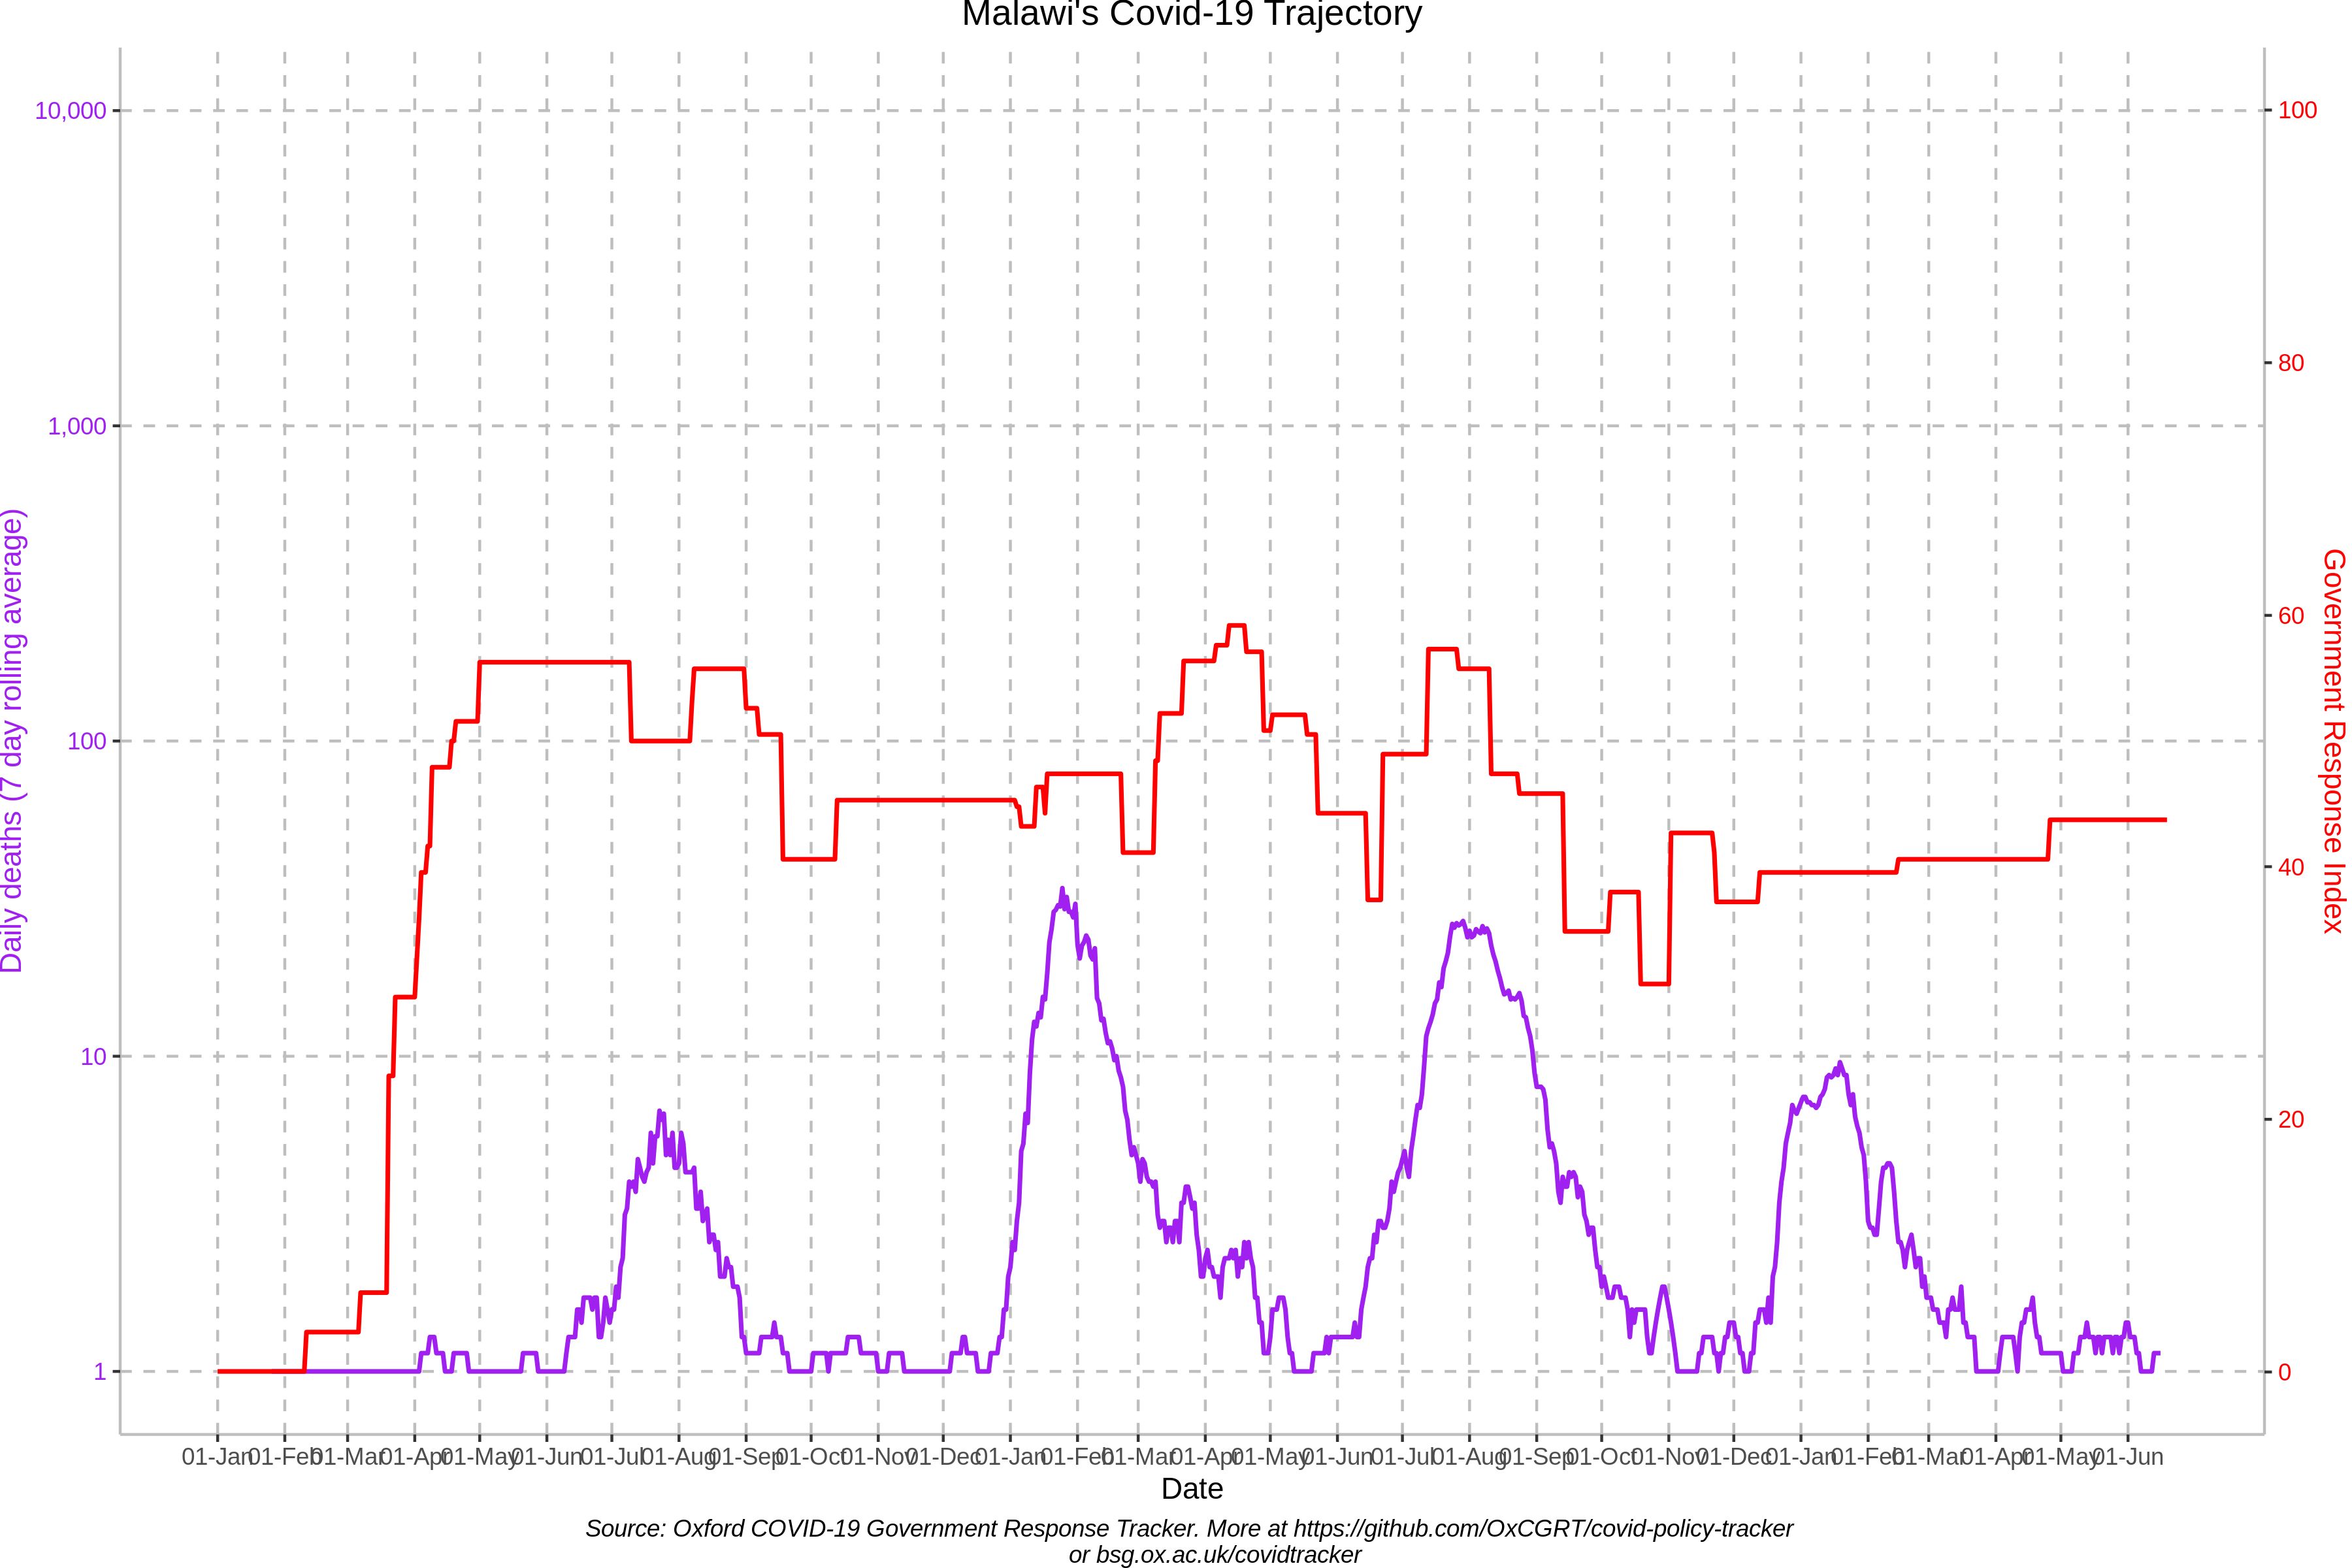 Malawi's Covid-19 Trajectory
Daily deaths (7 day rolling average)
10,000
1,000
100
10
1
100
80
60
40
20
0
Government Response Index
01-Jan 01-Feb 01-Mar 01-Apr 01-May 01-Jun 01-Jul 01-Aug 01-Sep 01-Oct 01-Nov 01-Dec 01-Jan 01-Feb 01-Mar 01-Apr 01-May 01-Jun 01-Jul 01-Aug 01-Sep 01-Oct 01-Nov 01-Dec 01-Jan 01-Feb 01-Mar 01-Apr 01-May 01-Jun
Date
Source: Oxford COVID-19 Government Response Tracker. More at https://github.com/OxCGRT/covid-policy-tracker
or bsg.ox.ac.uk/covidtracker